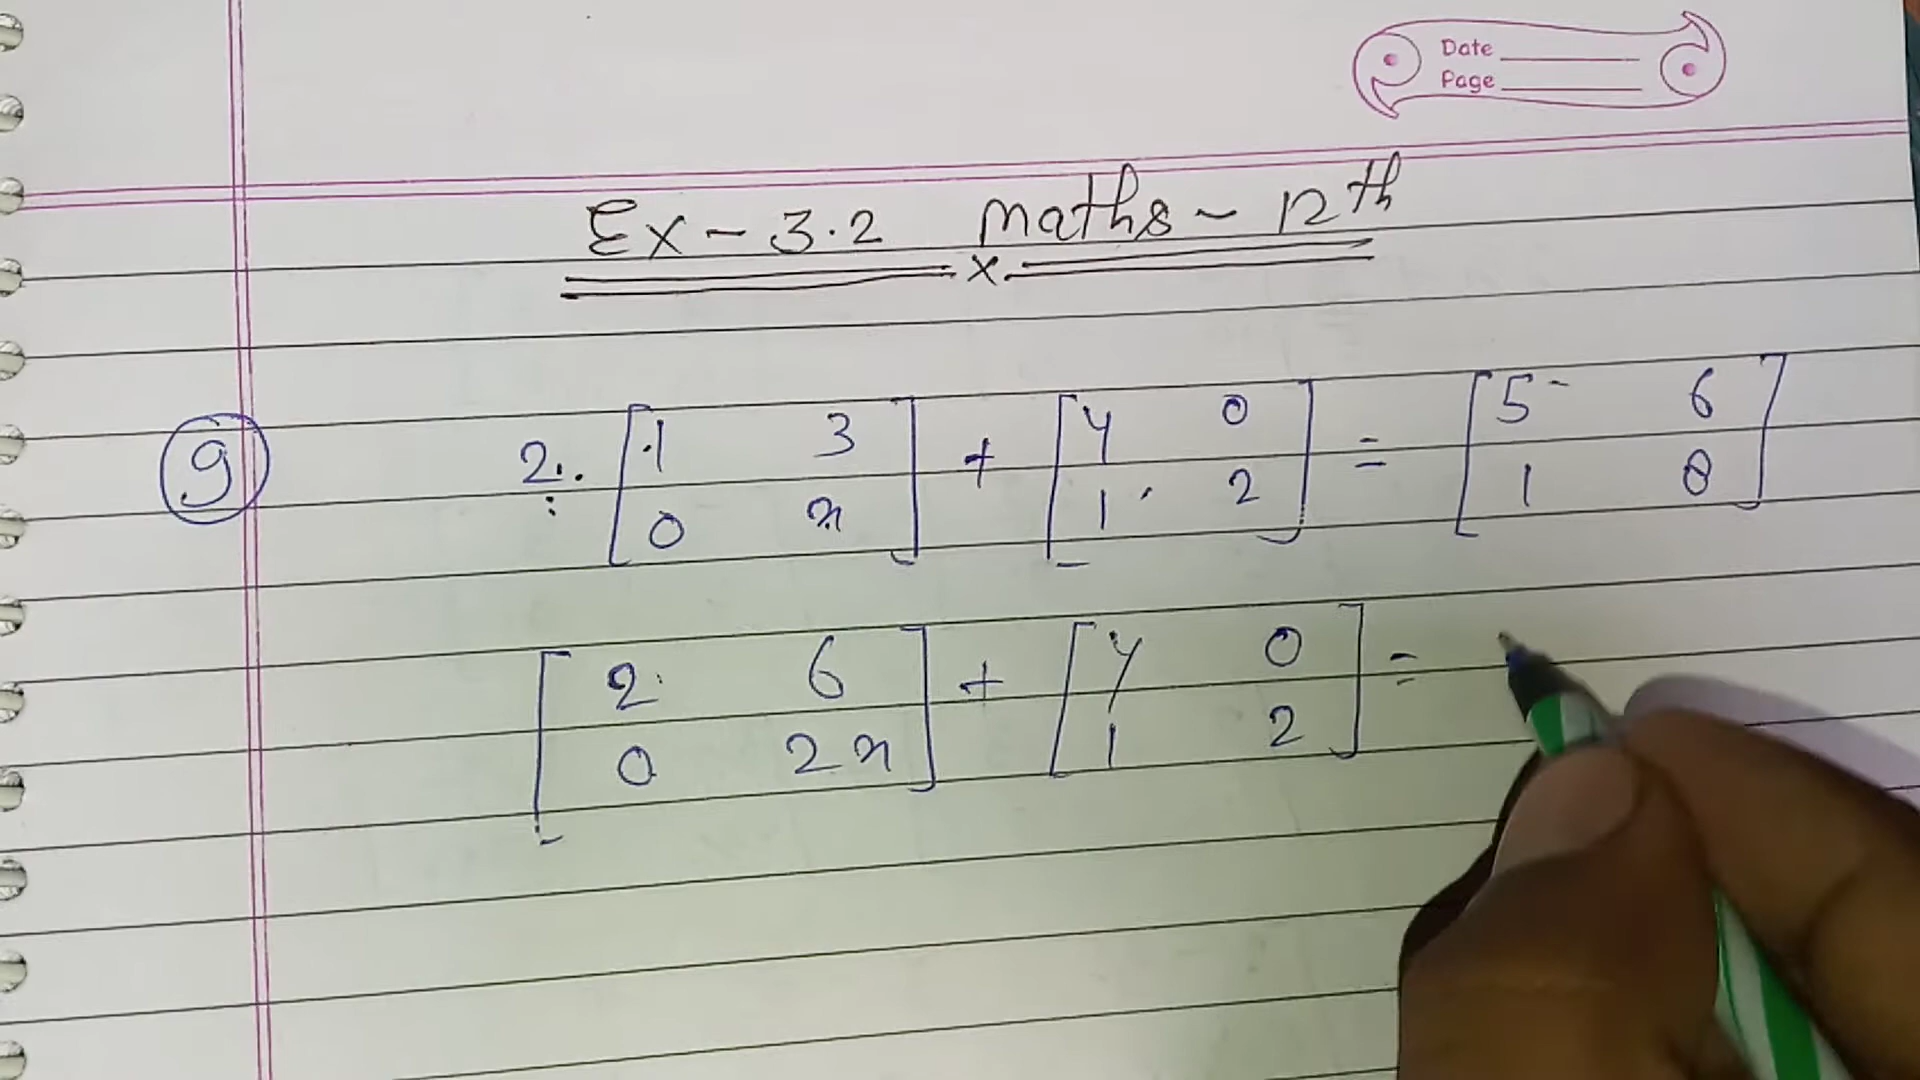 Date
Page
Ex - 3.2 maths - 12th
x
9 2. [1 3 + [y 0 = [5 6
0 x] 1 2] 1 8]
[2 6 + [y 0 =
0 2x] 1 2]